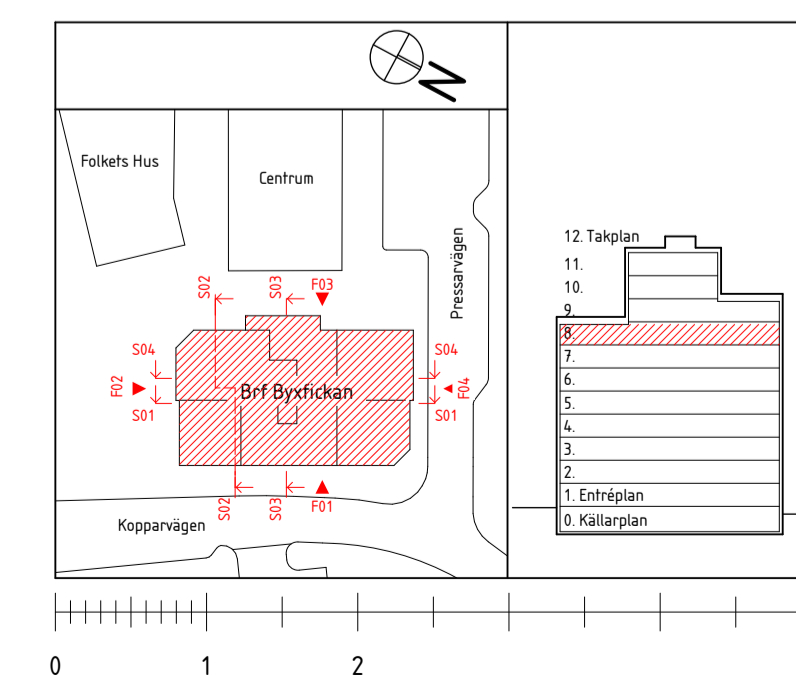 N
Folkets Hus
Centrum
Pressarvägen
S02
S03
F03
S04
S04
F02
Brf Byxfickan
F04
S01
S01
S02
S03
F01
Kopparvägen
12. Takplan
11.
10.
9.
8.
7.
6.
5.
4.
3.
2.
1. Entréplan
0. Källarplan
0 1 2